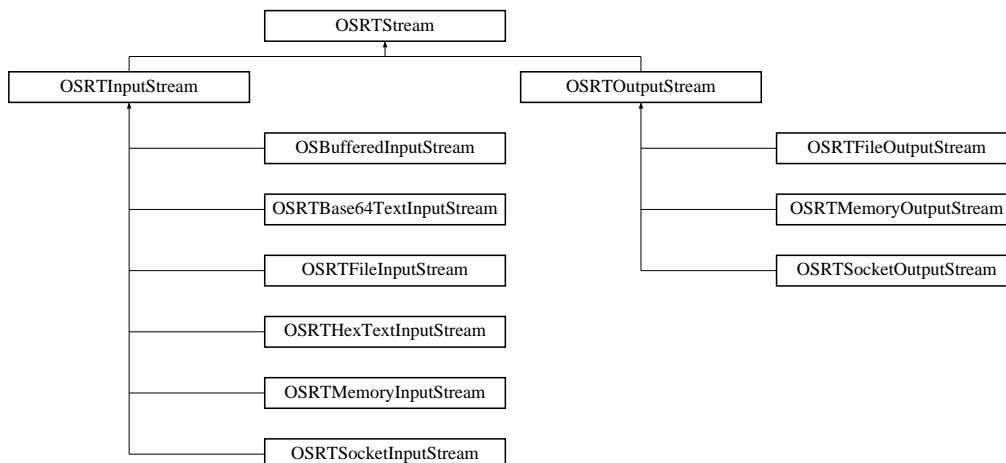 OSRTStream
OSRTInputStream
OSRTOutputStream
OSBufferedInputStream
OSRTFileOutputStream
OSRTBase64TextInputStream
OSRTMemoryOutputStream
OSRTFileInputStream
OSRTSocketOutputStream
OSRTHexTextInputStream
OSRTMemoryInputStream
OSRTSocketInputStream